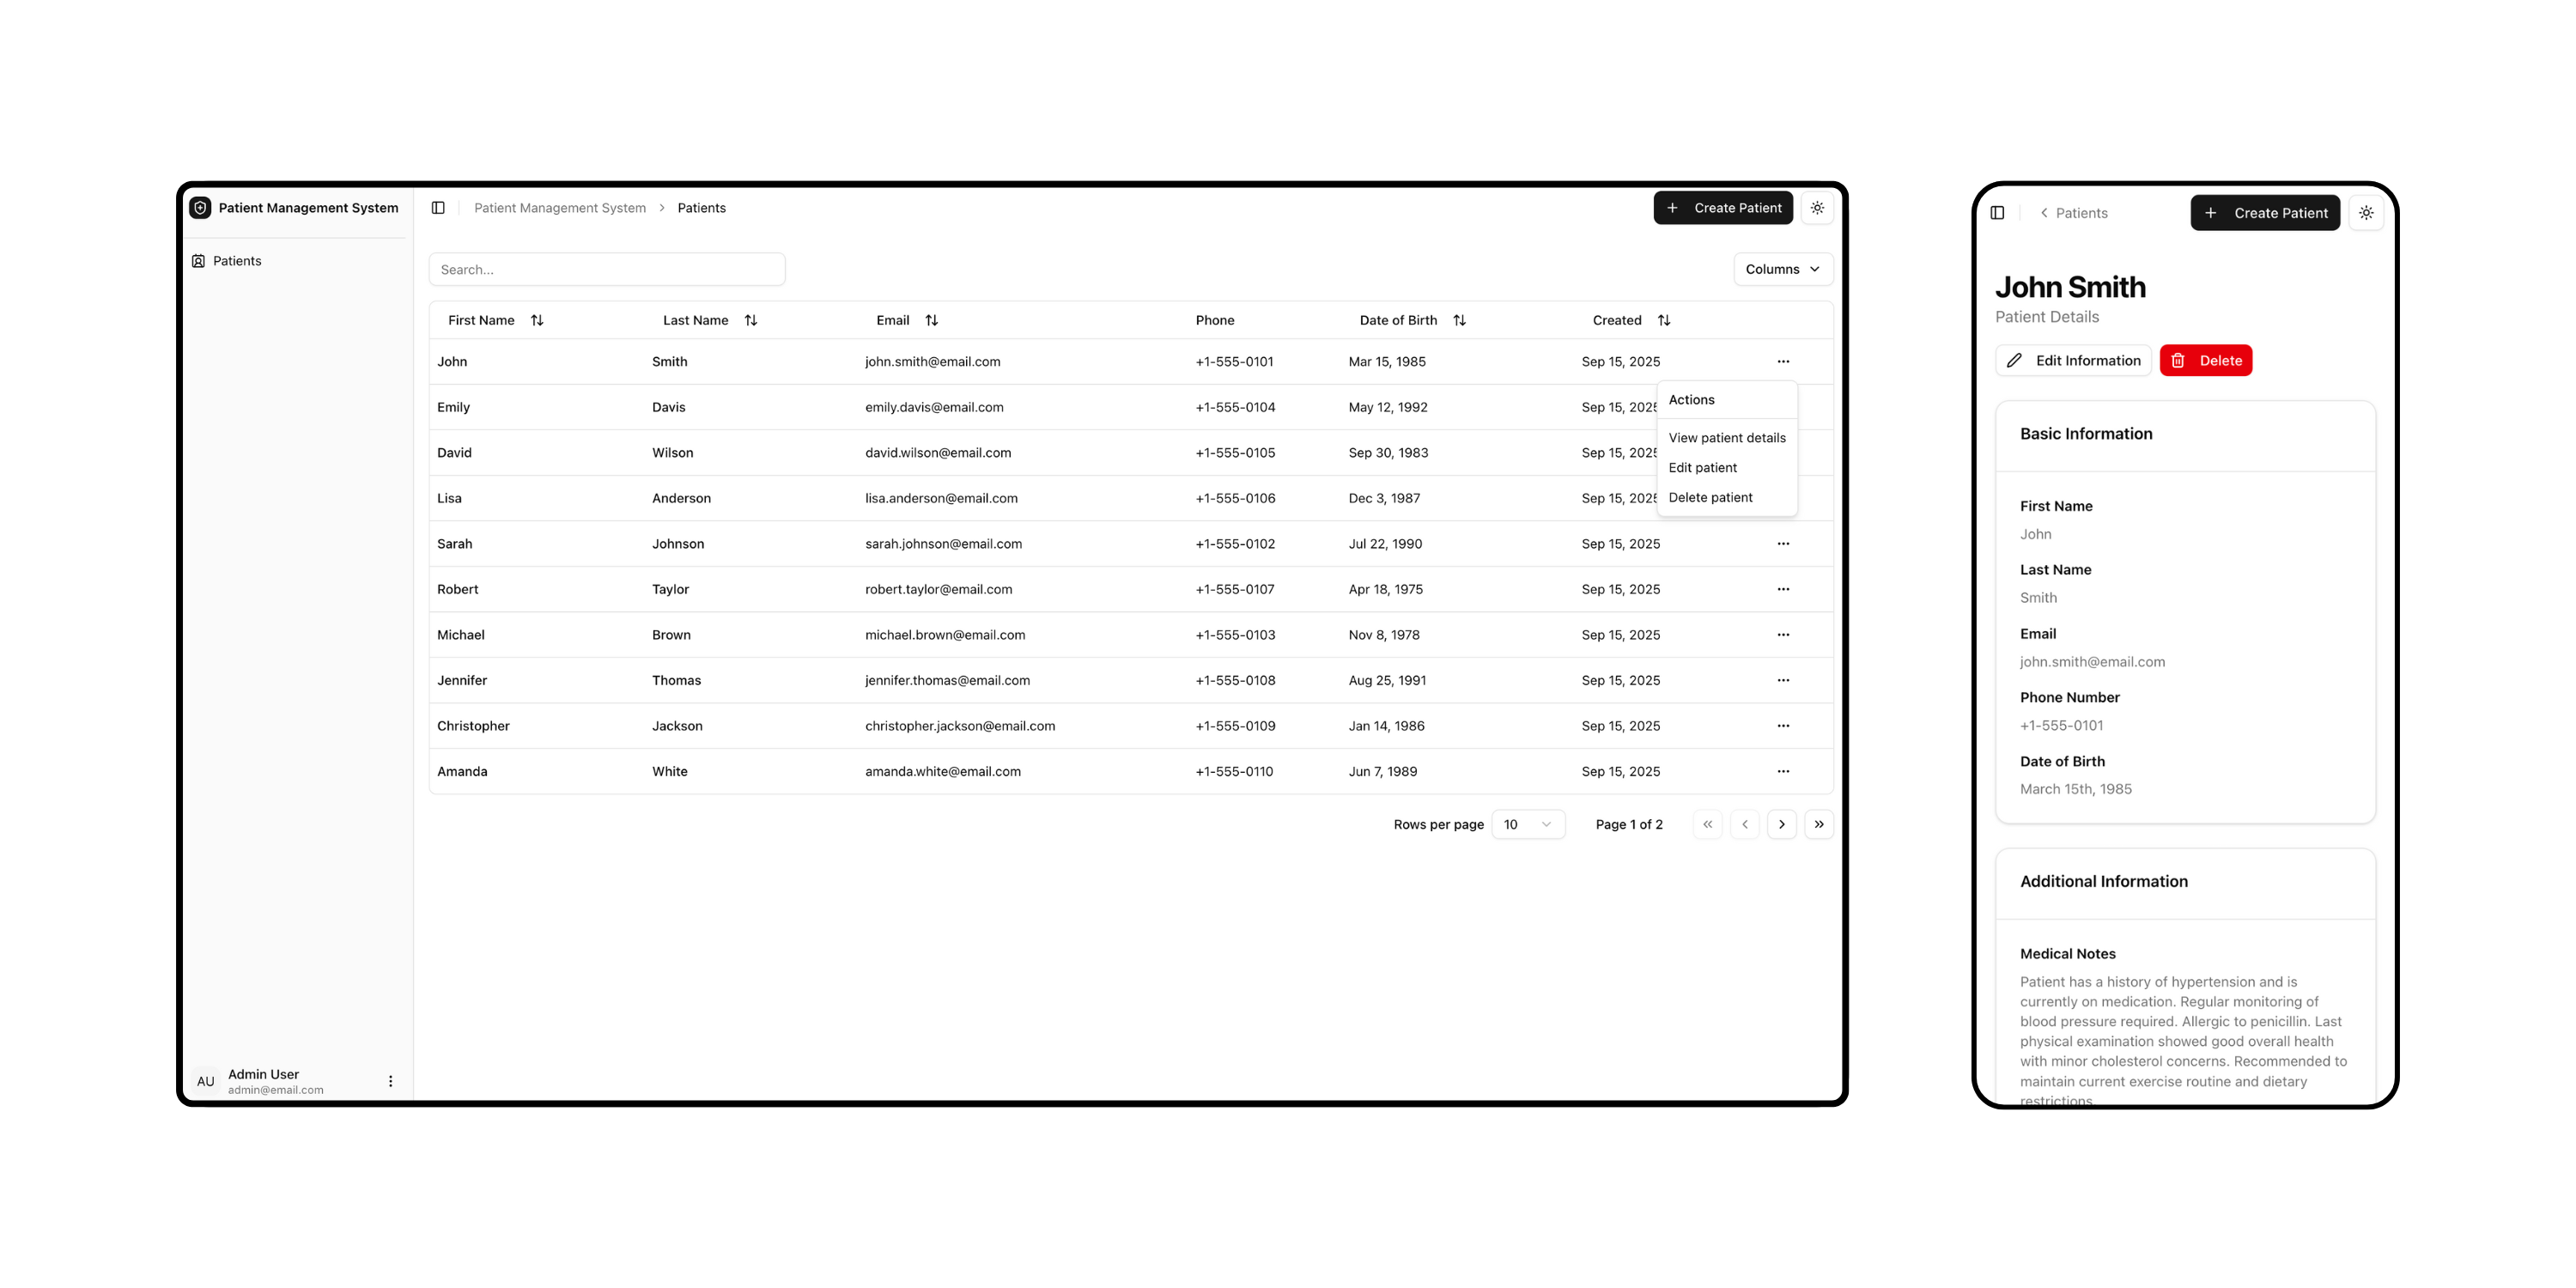 Patient Management System
Patients
Admin User
AU
admin@email.com
Patient Management System > Patients
Create Patient
Search...
Columns
First Name Last Name Email Phone Date of Birth Created
John Smith john.smith@email.com +1-555-0101 Mar 15, 1985 Sep 15, 2025 ...
Emily Davis emily.davis@email.com +1-555-0104 May 12, 1992 Sep 15, 2025
David Wilson david.wilson@email.com +1-555-0105 Sep 30, 1983 Sep 15, 2025
Lisa Anderson lisa.anderson@email.com +1-555-0106 Dec 3, 1987 Sep 15, 2025
Sarah Johnson sarah.johnson@email.com +1-555-0102 Jul 22, 1990 Sep 15, 2025 ...
Robert Taylor robert.taylor@email.com +1-555-0107 Apr 18, 1975 Sep 15, 2025 ...
Michael Brown michael.brown@email.com +1-555-0103 Nov 8, 1978 Sep 15, 2025 ...
Jennifer Thomas jennifer.thomas@email.com +1-555-0108 Aug 25, 1991 Sep 15, 2025 ...
Christopher Jackson christopher.jackson@email.com +1-555-0109 Jan 14, 1986 Sep 15, 2025 ...
Amanda White amanda.white@email.com +1-555-0110 Jun 7, 1989 Sep 15, 2025 ...
Actions
View patient details
Edit patient
Delete patient
Rows per page 10 Page 1 of 2
Patients
Create Patient
John Smith
Patient Details
Edit Information
Delete
Basic Information
First Name
John
Last Name
Smith
Email
john.smith@email.com
Phone Number
+1-555-0101
Date of Birth
March 15th, 1985
Additional Information
Medical Notes
Patient has a history of hypertension and is
currently on medication. Regular monitoring of
blood pressure required. Allergic to penicillin. Last
physical examination showed good overall health
with minor cholesterol concerns. Recommended to
maintain current exercise routine and dietary
restrictions.